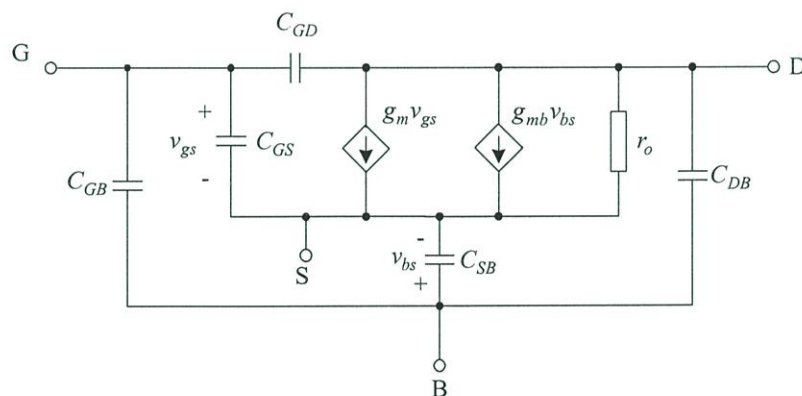 C_GD
G
D
g_m v_gs
g_mb v_bs
+
v_gs
C_GS
r_o
C_GB
-
C_DB
-
S
v_bs
C_SB
+
B